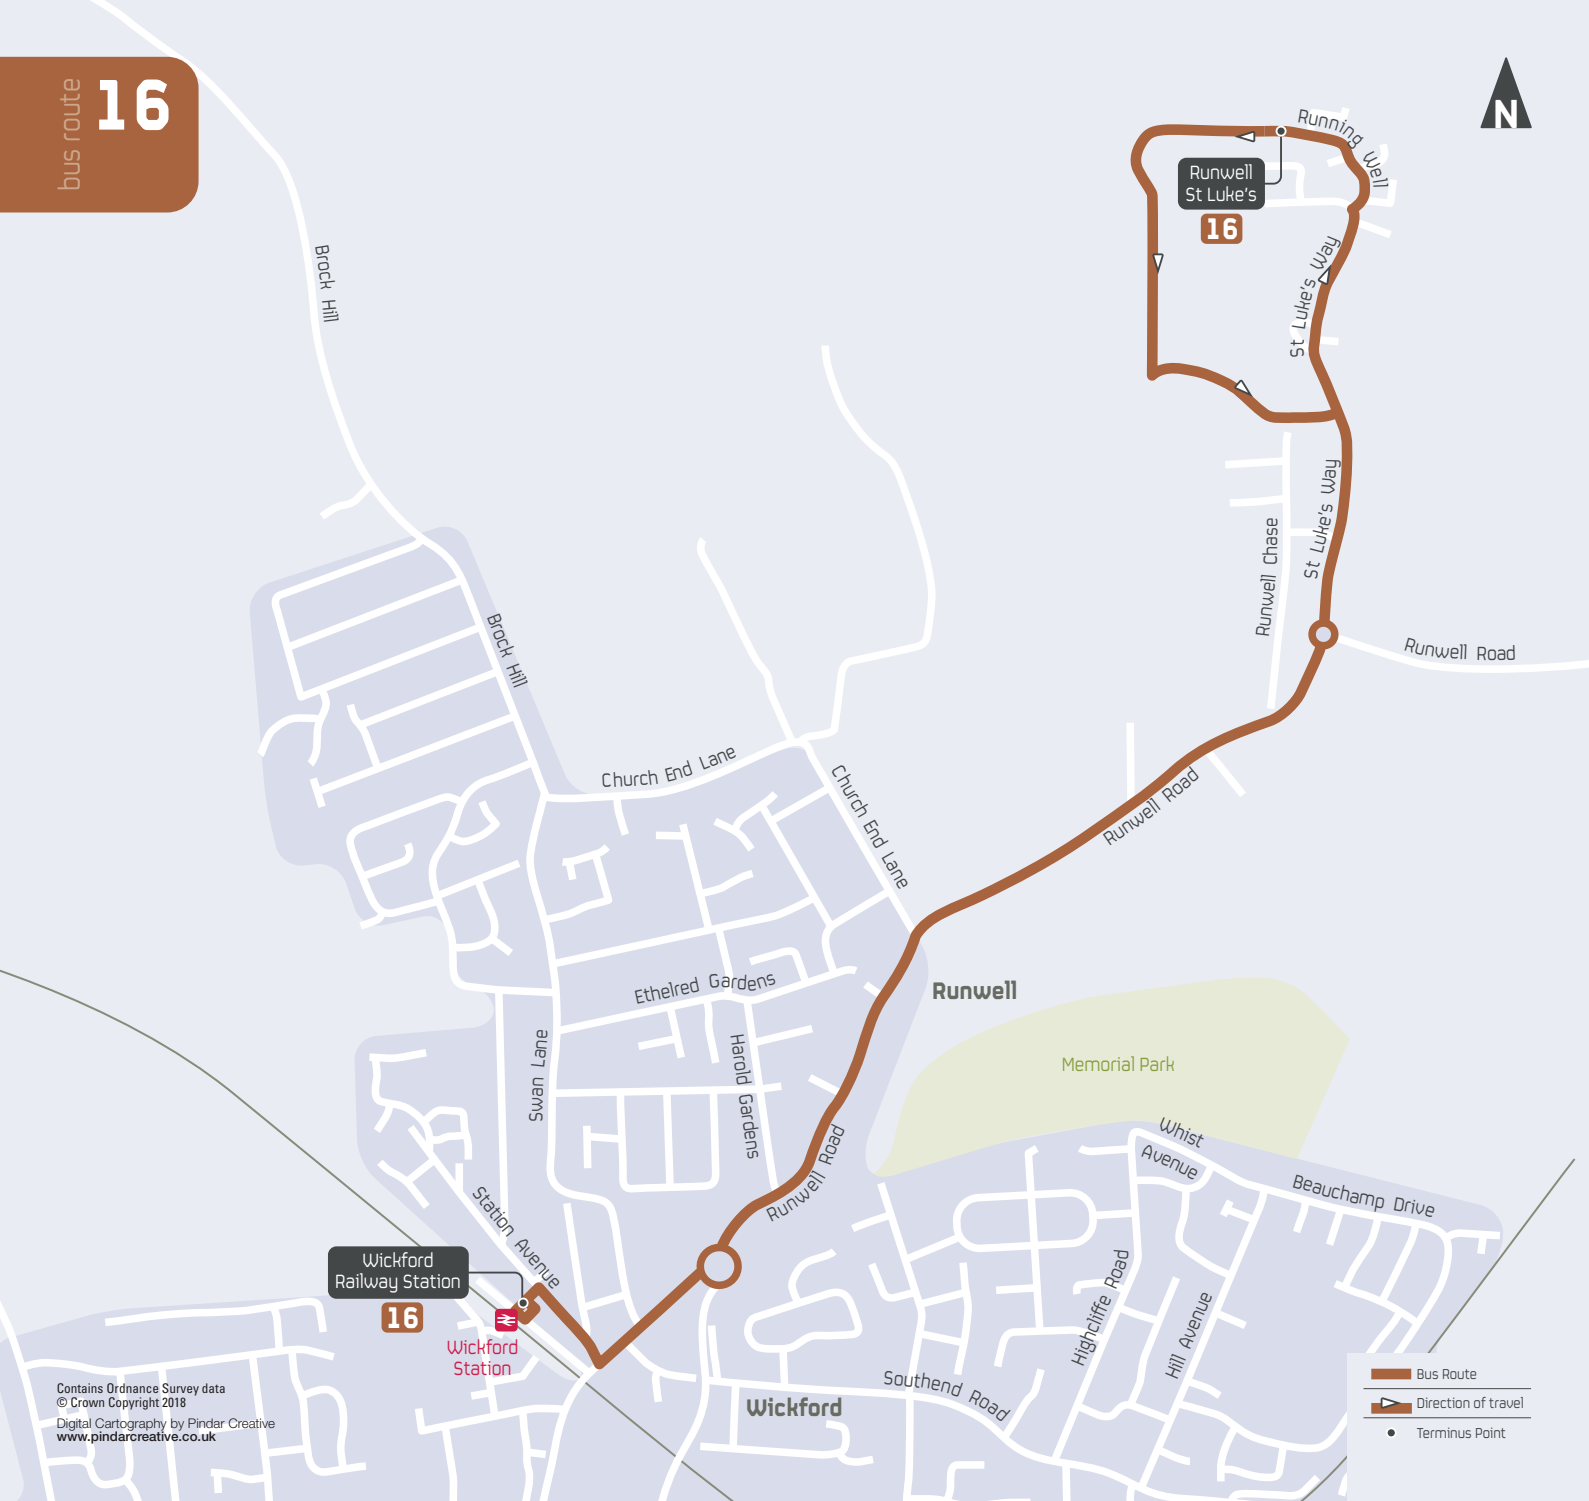 bus route
16
N
Running Well
Runwell
St Luke's
16
St Luke's Way
Brock Hill
St Luke's Way
Runwell Chase
Runwell Road
Brock Hill
Church End Lane
Church End Lane
Runwell Road
Runwell
Ethelred Gardens
Swan Lane
Harold Gardens
Memorial Park
Runwell Road
Whist
Avenue
Beauchamp Drive
Station Avenue
Wickford
Railway Station
16
Wickford
Station
Highcliffe Road
Hill Avenue
Southend Road
Wickford
Contains Ordnance Survey data
© Crown Copyright 2018
Digital Cartography by Pindar Creative
www.pindarcreative.co.uk
Bus Route
Direction of travel
Terminus Point